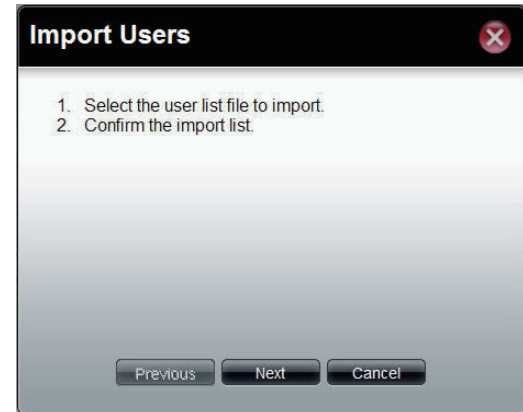 Import Users
1. Select the user list file to import.
2. Confirm the import list.
Previous
Next
Cancel